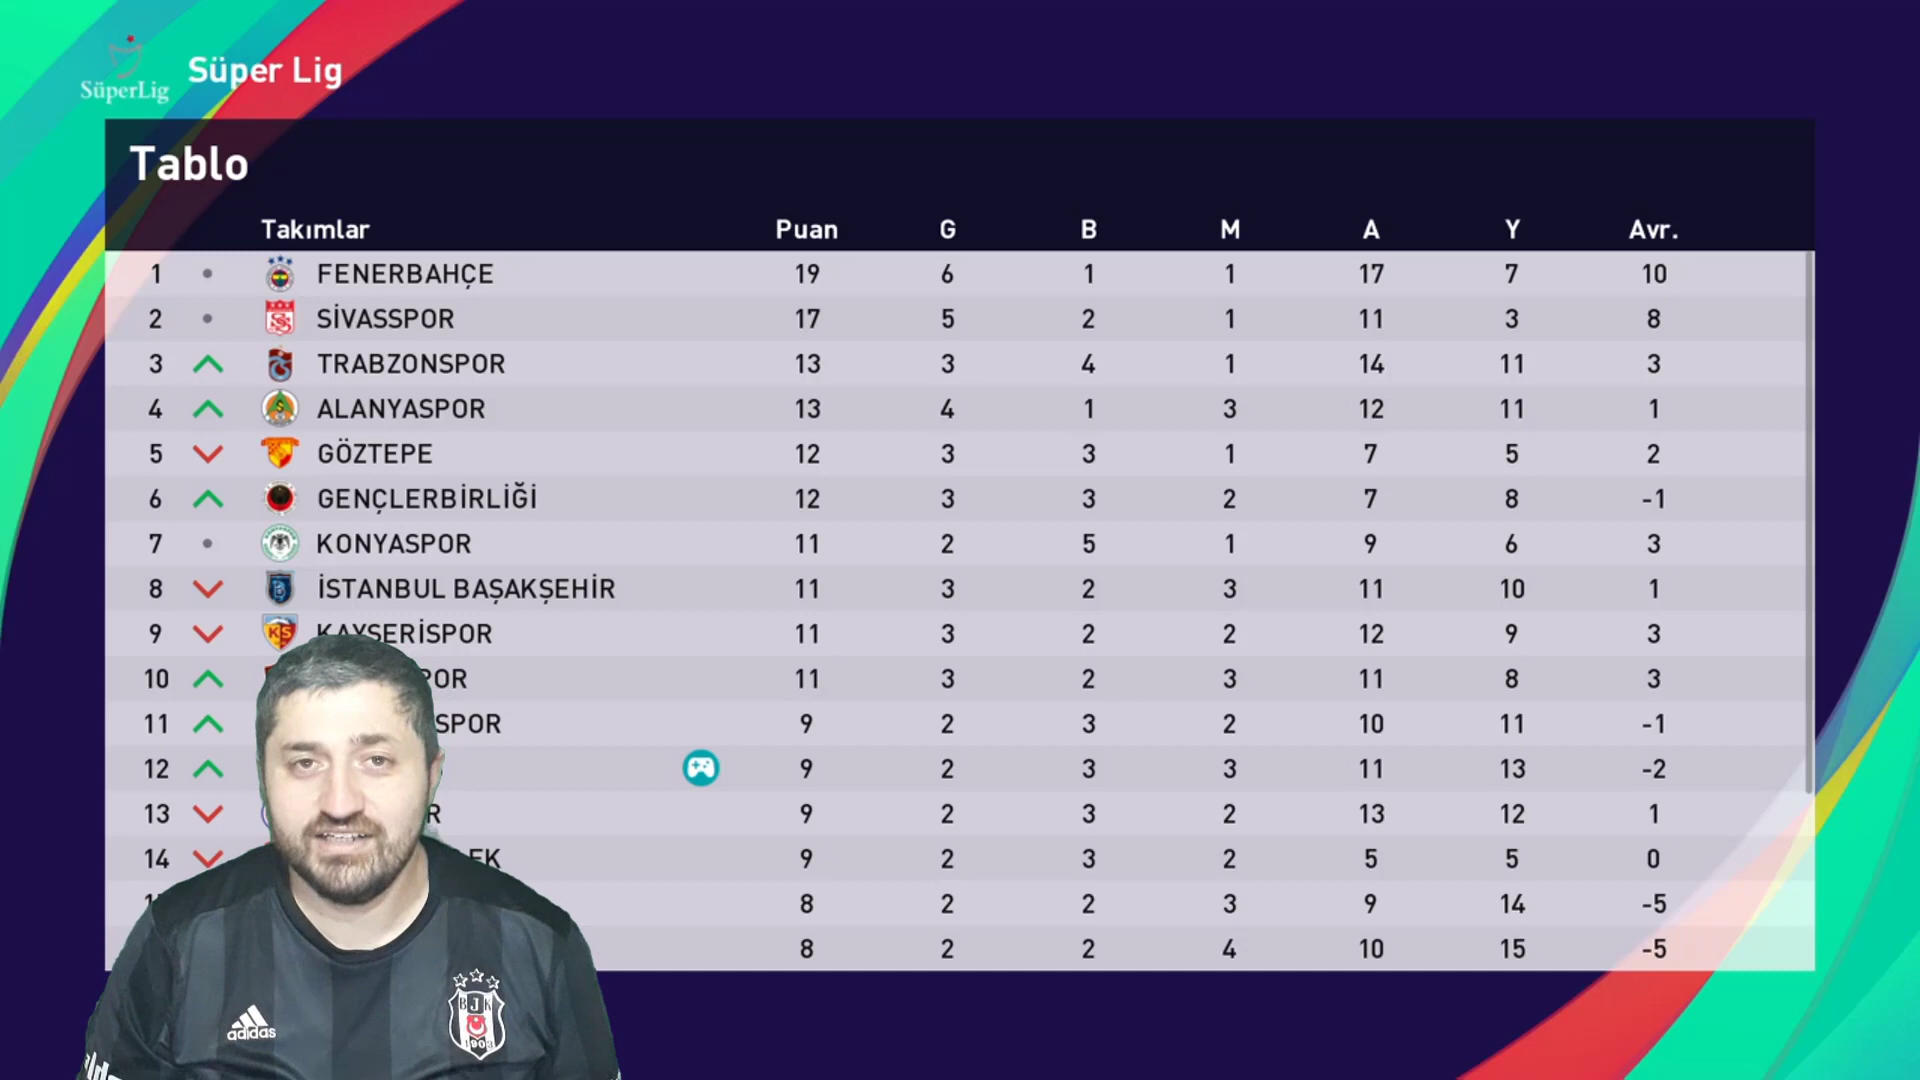 SüperLig Süper Lig
Tablo
Takımlar Puan G B M A Y Avr.
1 FENERBAHÇE 19 6 1 1 17 7 10
2 SİVASSPOR 17 5 2 1 11 3 8
3 TRABZONSPOR 13 3 4 1 14 11 3
4 ALANYASPOR 13 4 1 3 12 11 1
5 GÖZTEPE 12 3 3 1 7 5 2
6 GENÇLERBİRLİĞİ 12 3 3 2 7 8 -1
7 KONYASPOR 11 2 5 1 9 6 3
8 İSTANBUL BAŞAKŞEHİR 11 3 2 3 11 10 1
9 KAYSERİSPOR 11 3 2 2 12 9 3
10 POR 11 3 2 3 11 8 3
11 SPOR 9 2 3 2 10 11 -1
12 9 2 3 3 11 13 -2
13 R 9 2 3 2 13 12 1
14 EK 9 2 3 2 5 5 0
8 2 2 3 9 14 -5
8 2 2 4 10 15 -5
adidas
BJK
1903